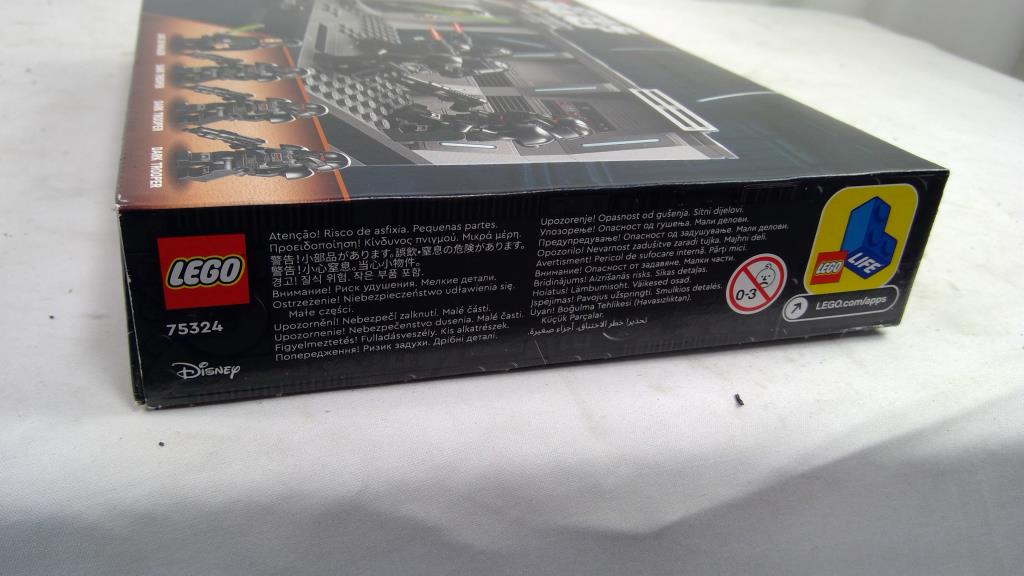 DARK TROOPER
DARK TROOPER
DARK TROOPER
LEGO
75324
Disney
Atenção! Risco de asfixia. Pequenas partes.
Προειδοποίηση! Κίνδυνος πνιγμού. Μικρά μέρη.
警告!小部品があります。誤飲・窒息の危険があります。
警告!小心窒息。当心小物件。
경고! 질식 위험. 작은 부품 포함.
Внимание! Риск удушения. Мелкие детали.
Ostrzeżenie! Niebezpieczeństwo udławienia się.
Małe części.
Upozornění! Nebezpečí zalknutí. Malé části.
Upozornenie! Nebezpečenstvo dusenia. Malé časti.
Figyelmeztetés! Fulladásveszély. Kis alkatrészek.
Попередження! Ризик задухи. Дрібні деталі.
Upozorenje! Opasnost od gušenja. Sitni dijelovi.
Упозорење! Опасност од гушења. Мали делови.
Предупредување! Опасност од задушување. Мали делови.
Opozorilo! Nevarnost zadušitve zaradi tujka. Majhni deli.
Avertisment! Pericol de sufocare internă. Părți mici.
Внимание! Опасност от задавяне. Малки части.
Brīdinājums! Aizrīšanās risks. Sīkas detaļas.
Hoiatus! Lämbumisoht. Väikesed osad.
Įspėjimas! Pavojus užspringti. Smulkios detalės.
Uyarı! Boğulma Tehlikesi (Havasızlıktan).
Küçük Parçalar.
تحذير! خطر الاختناق. أجزاء صغيرة.
0-3
LEGO
LIFE
LEGO.com/apps